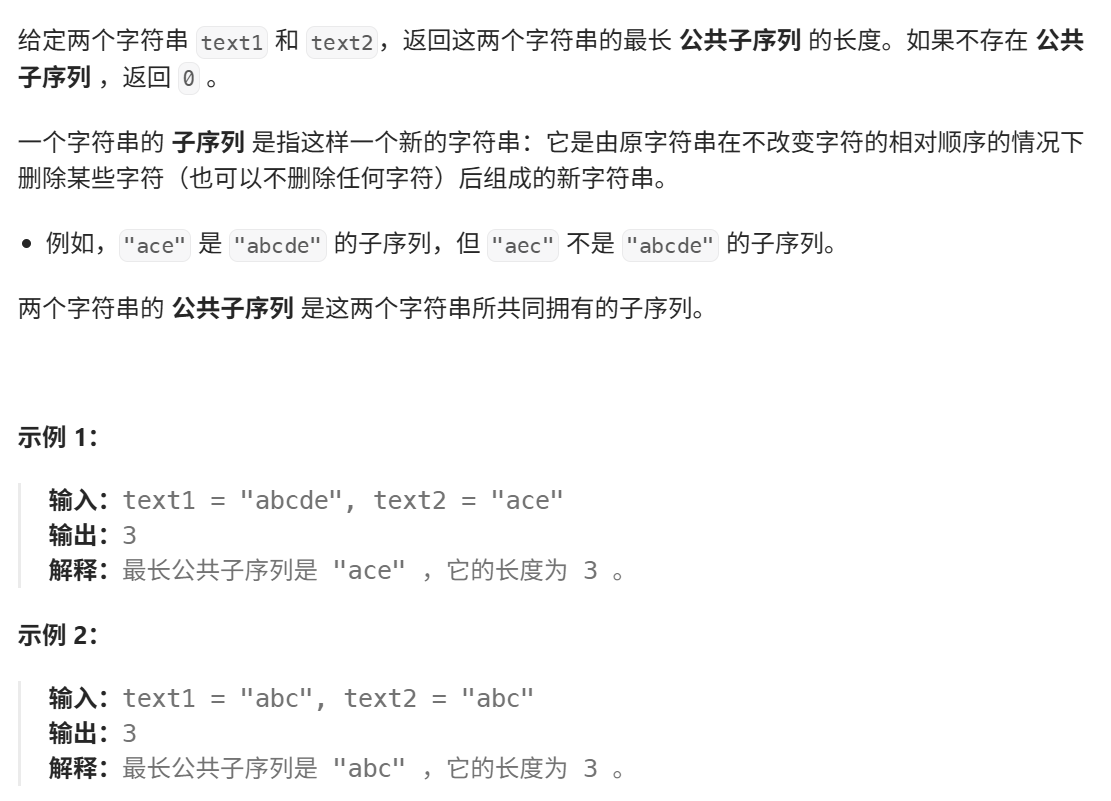 给定两个字符串 text1 和 text2，返回这两个字符串的最长 公共子序列 的长度。如果不存在 公共
子序列 ，返回 0 。
一个字符串的 子序列 是指这样一个新的字符串：它是由原字符串在不改变字符的相对顺序的情况下
删除某些字符（也可以不删除任何字符）后组成的新字符串。
• 例如，"ace" 是 "abcde" 的子序列，但 "aec" 不是 "abcde" 的子序列。
两个字符串的 公共子序列 是这两个字符串所共同拥有的子序列。
示例 1：
输入：text1 = "abcde", text2 = "ace"
输出：3
解释：最长公共子序列是 "ace" ，它的长度为 3 。
示例 2：
输入：text1 = "abc", text2 = "abc"
输出：3
解释：最长公共子序列是 "abc" ，它的长度为 3 。